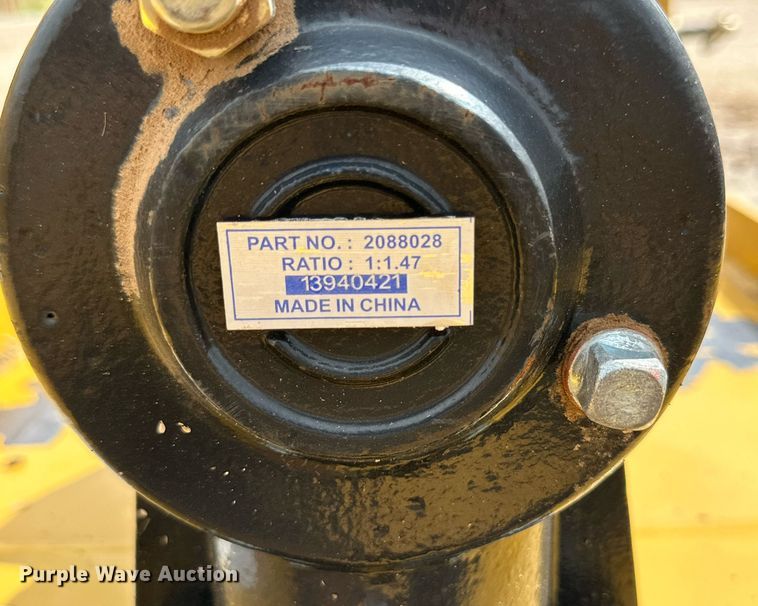 PART NO. : 2088028
RATIO : 1:1.47
13940421
MADE IN CHINA
Purple Wave Auction